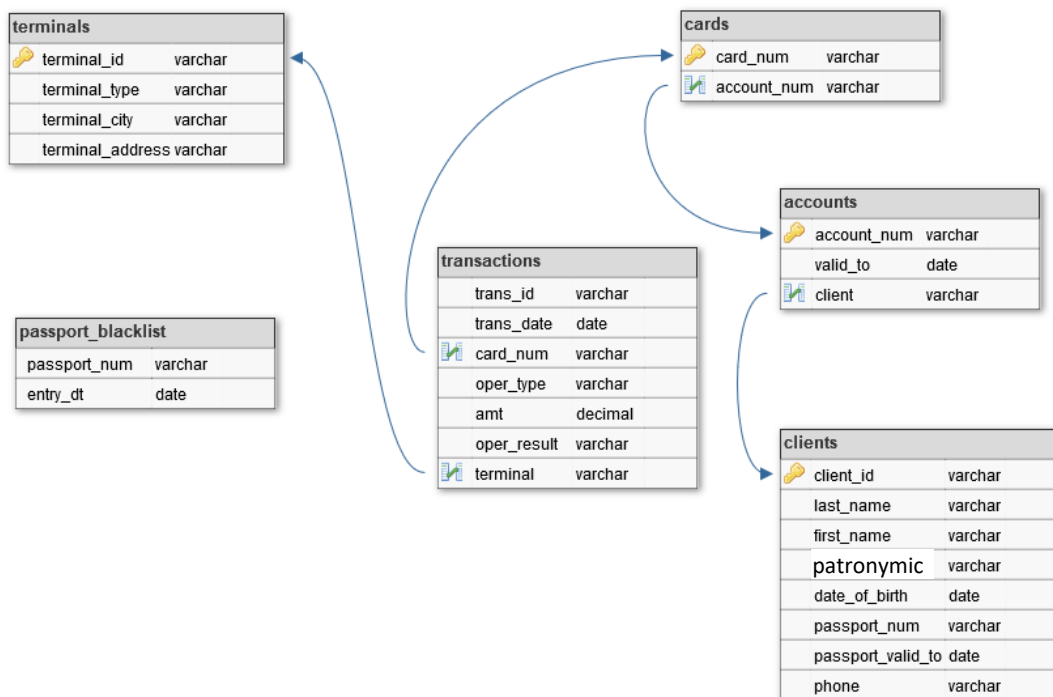 terminals
terminal_id varchar
terminal_type varchar
terminal_city varchar
terminal_address varchar
cards
card_num varchar
account_num varchar
accounts
account_num varchar
valid_to date
client varchar
transactions
trans_id varchar
trans_date date
card_num varchar
oper_type varchar
amt decimal
oper_result varchar
terminal varchar
passport_blacklist
passport_num varchar
entry_dt date
clients
client_id varchar
last_name varchar
first_name varchar
patronymic varchar
date_of_birth date
passport_num varchar
passport_valid_to date
phone varchar